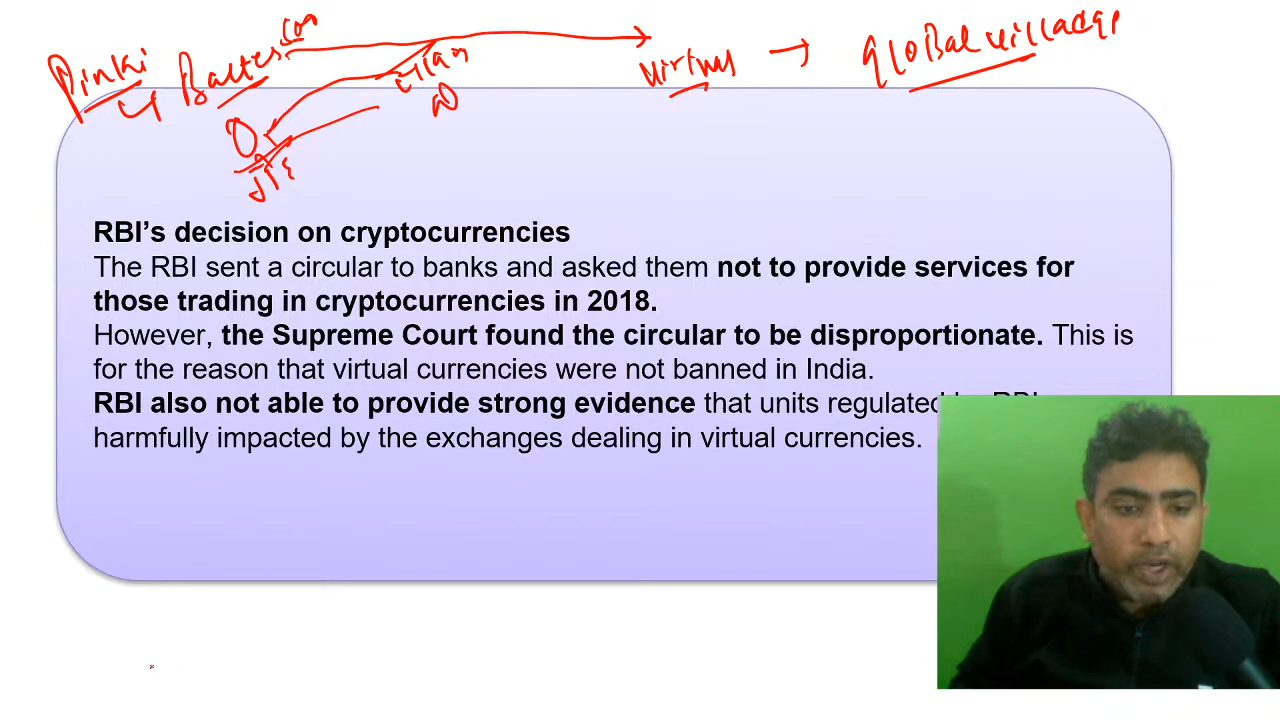 Pinki
Barter
virtual → global villadge
RBI’s decision on cryptocurrencies
The RBI sent a circular to banks and asked them not to provide services for
those trading in cryptocurrencies in 2018.
However, the Supreme Court found the circular to be disproportionate. This is
for the reason that virtual currencies were not banned in India.
RBI also not able to provide strong evidence that units regulated
harmfully impacted by the exchanges dealing in virtual currencies.